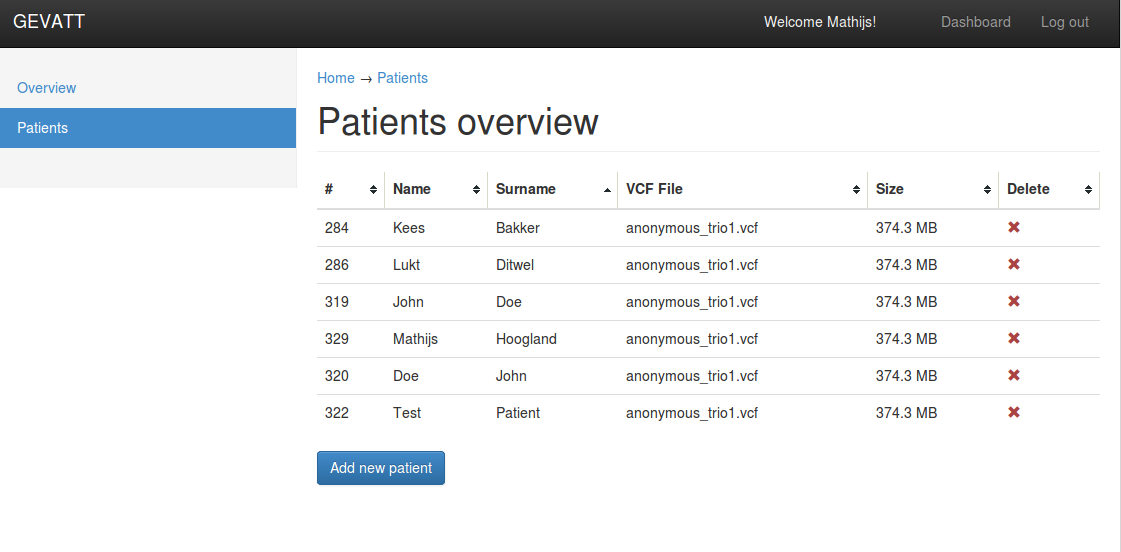 GEVATT Welcome Mathijs! Dashboard Log out
Overview
Patients
Home → Patients
Patients overview
# Name Surname VCF File Size Delete
284 Kees Bakker anonymous_trio1.vcf 374.3 MB
286 Lukt Ditwel anonymous_trio1.vcf 374.3 MB
319 John Doe anonymous_trio1.vcf 374.3 MB
329 Mathijs Hoogland anonymous_trio1.vcf 374.3 MB
320 Doe John anonymous_trio1.vcf 374.3 MB
322 Test Patient anonymous_trio1.vcf 374.3 MB
Add new patient